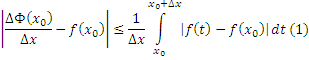 |ΔΦ(x₀)/Δx − f(x₀)| ≤ 1/Δx ∫ₓ₀^(x₀+Δx) |f(t) − f(x₀)| dt (1)